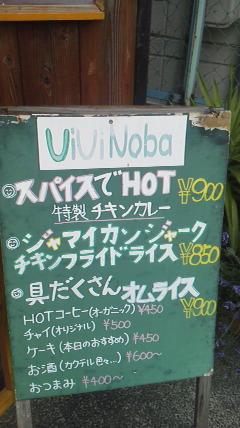 ViVi Noba
スパイスでHOT ¥900
特製 チキンカレー
ジャマイカンジャーク
チキンフライドライス ¥850
具だくさんオムライス ¥900
HOTコーヒー(オーガニック) ¥450
チャイ(オリジナル) ¥500
ケーキ(本日のおすすめ) ¥450
お酒(カクテル色々…) ¥600〜
おつまみ ¥400〜